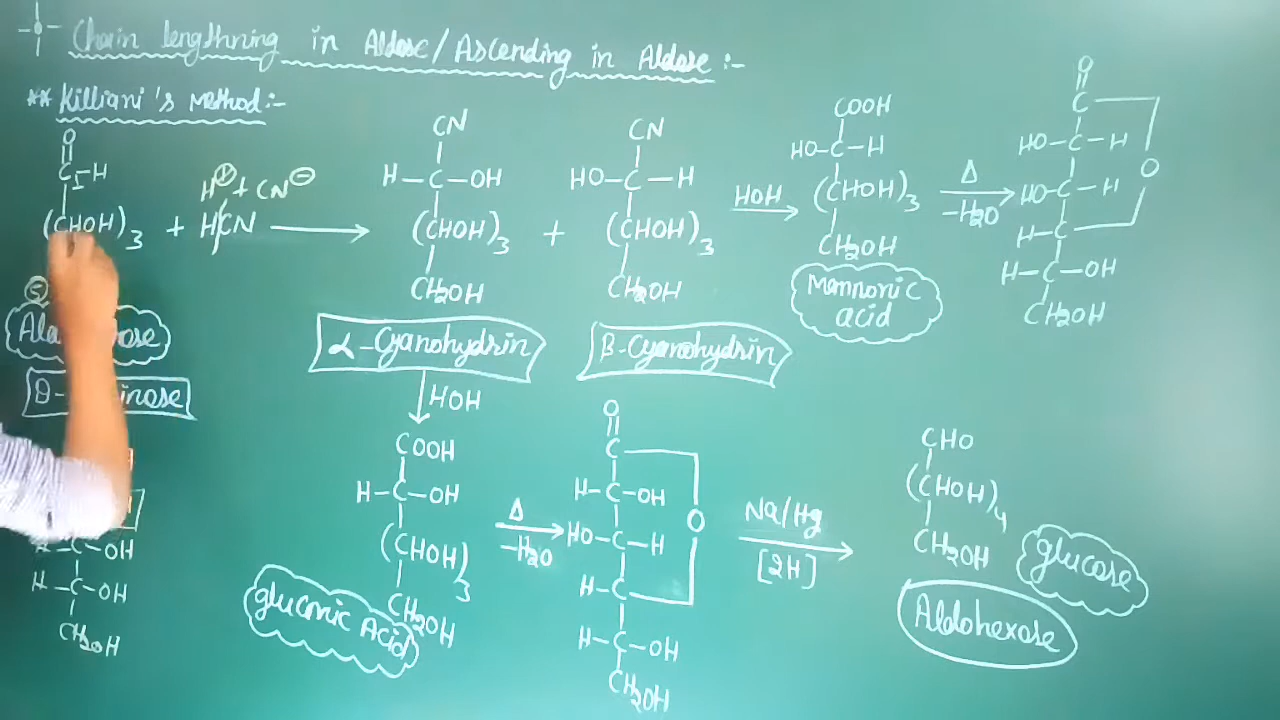 Chain lengthning in Aldose/Ascending in Aldose:-
** Killiani's Method:-
O
C-H
(CHOH)3 + HCN
H⊕ + CN⊖
5
D-
H-C-OH
H-C-OH
CH2OH
CN
H-C-OH
(CHOH)3
CH2OH
α-Cyanohydrin
+
CN
HO-C-H
(CHOH)3
CH2OH
β-Cyanohydrin
HOH
COOH
HO-C-H
(CHOH)3
CH2OH
Mannonic
acid
Δ
-H2O
O
C
HO-C-H
HO-C-H
O
H-C
H-C-OH
CH2OH
HOH
COOH
H-C-OH
(CHOH)3
CH2OH
gluconic Acid
Δ
-H2O
O
C
H-C-OH
O
HO-C-H
H-C
H-C-OH
CH2OH
Na/Hg
[2H]
CHO
(CHOH)4
CH2OH
glucose
Aldohexose